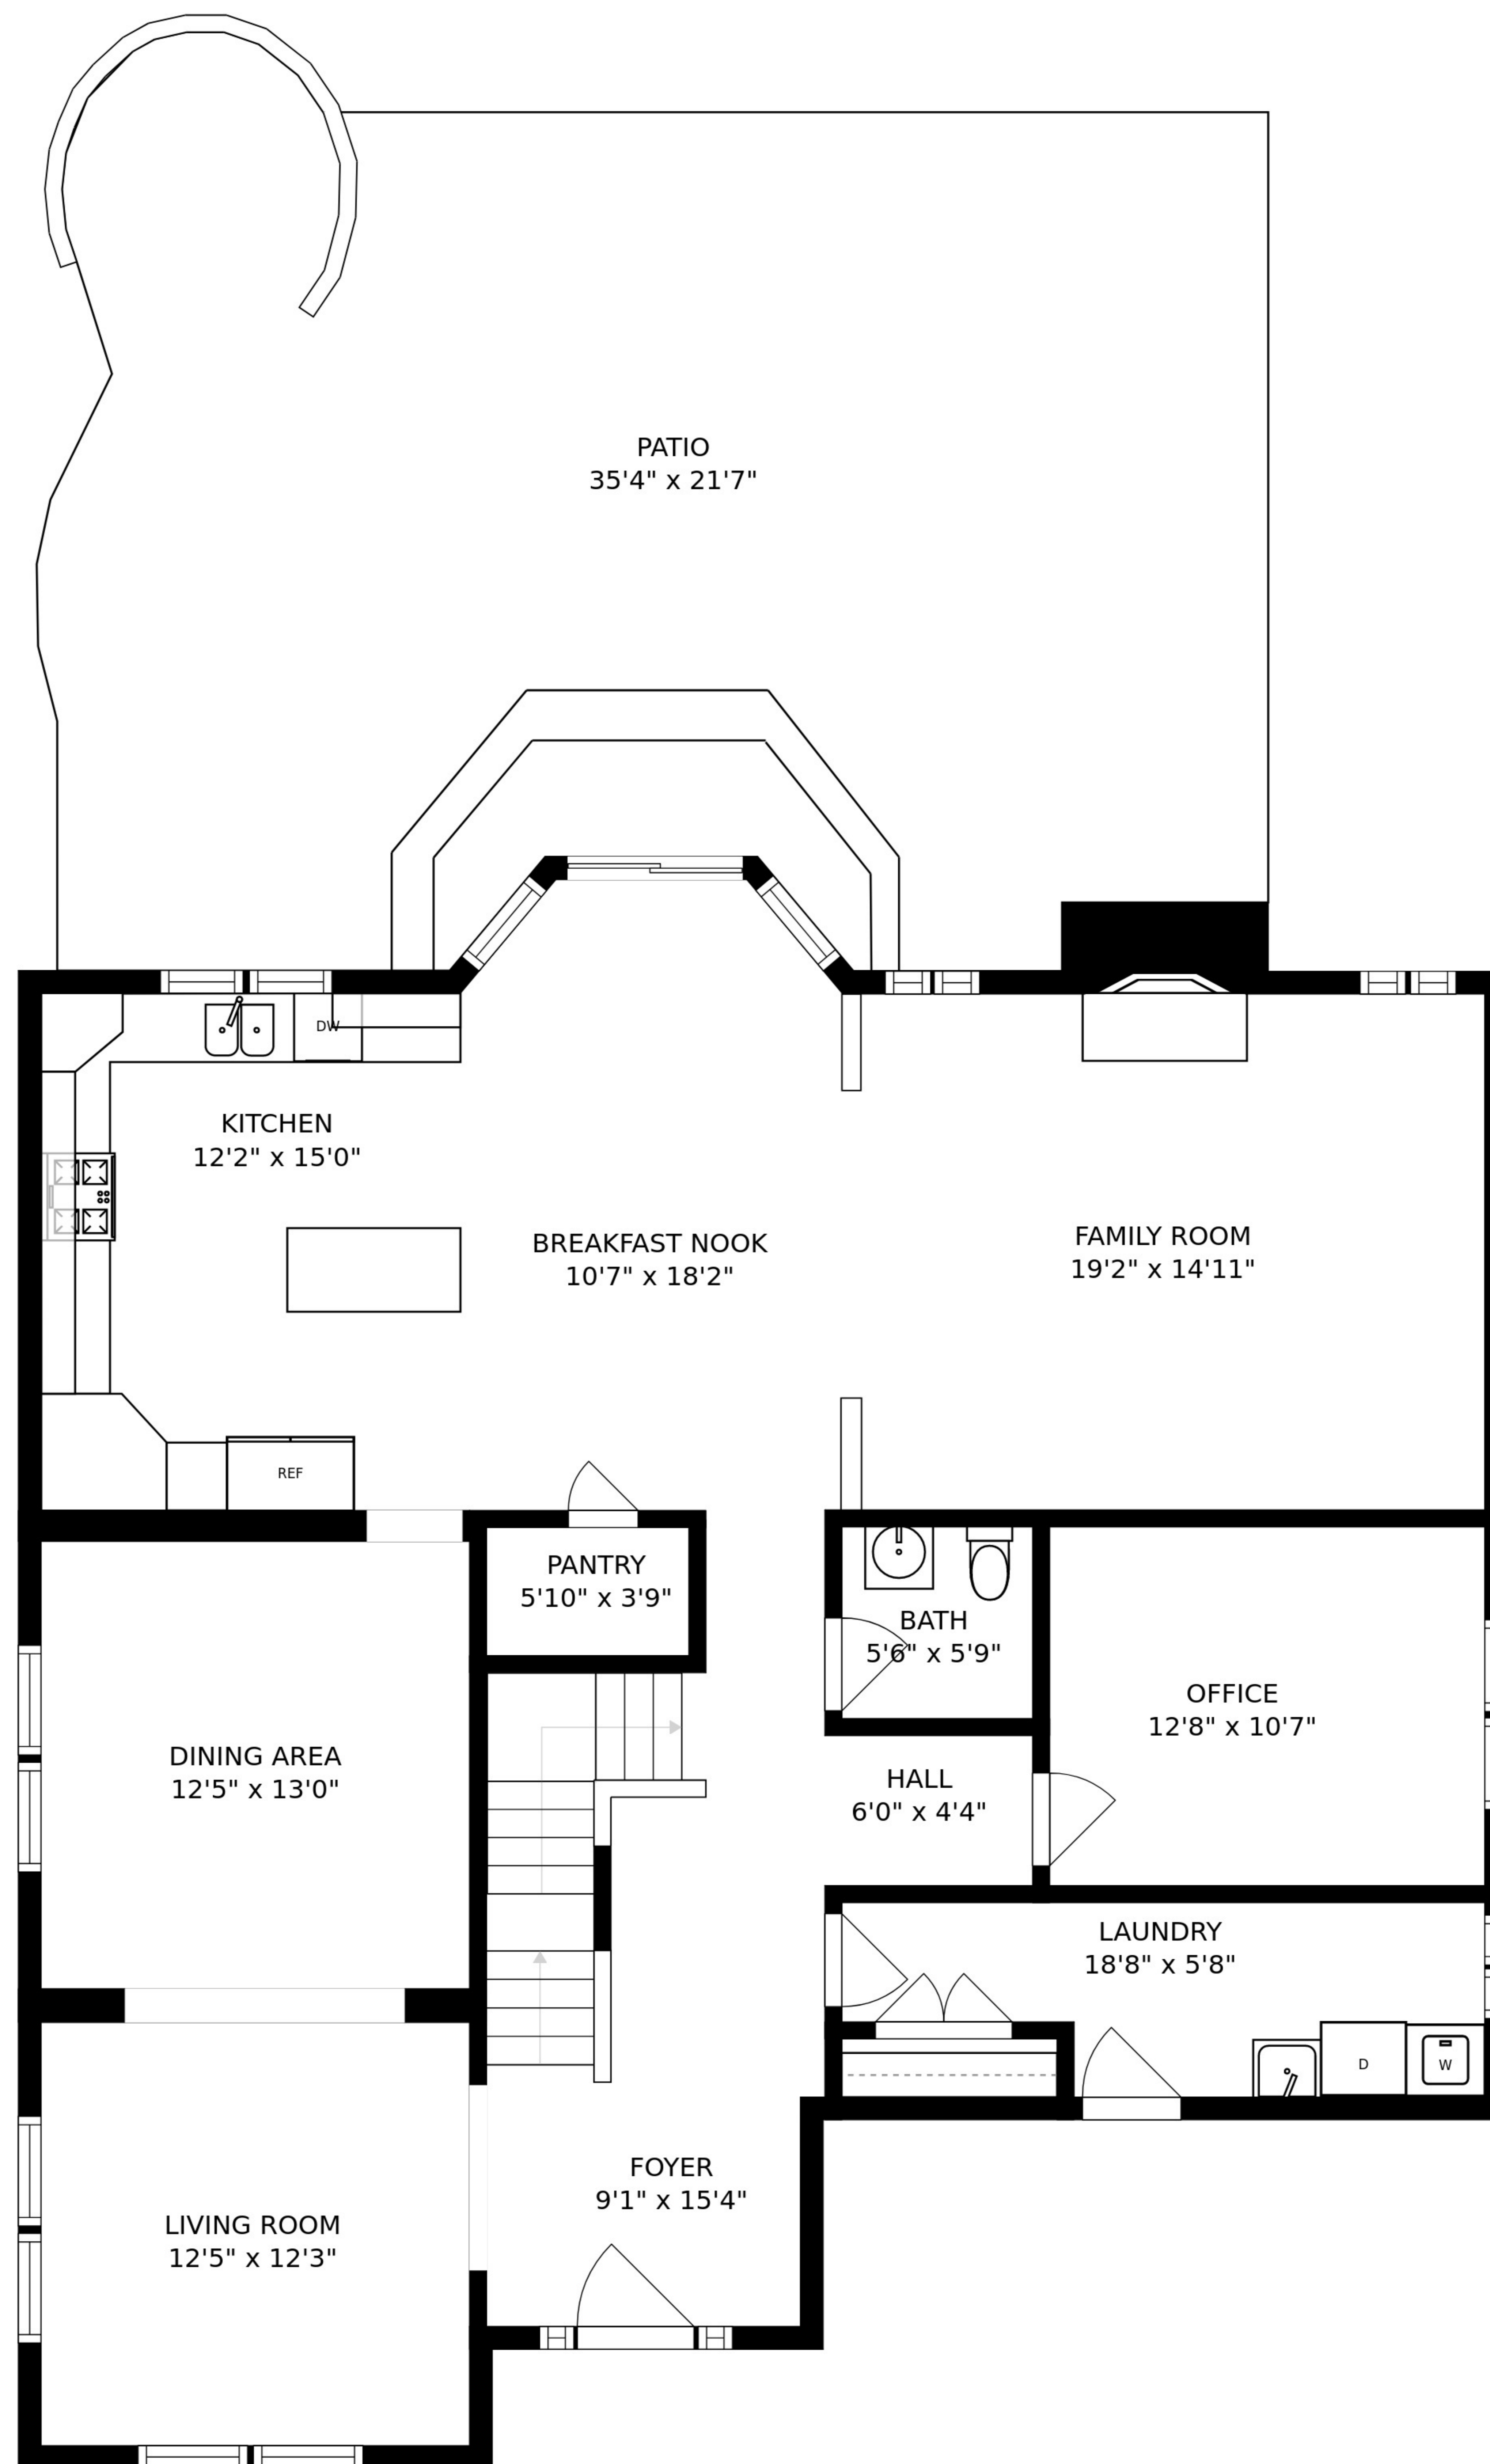 PATIO
35'4" x 21'7"
DW
KITCHEN
12'2" x 15'0"
BREAKFAST NOOK
10'7" x 18'2"
FAMILY ROOM
19'2" x 14'11"
REF
PANTRY
5'10" x 3'9"
BATH
5'6" x 5'9"
OFFICE
12'8" x 10'7"
DINING AREA
12'5" x 13'0"
HALL
6'0" x 4'4"
LAUNDRY
18'8" x 5'8"
D
W
FOYER
9'1" x 15'4"
LIVING ROOM
12'5" x 12'3"